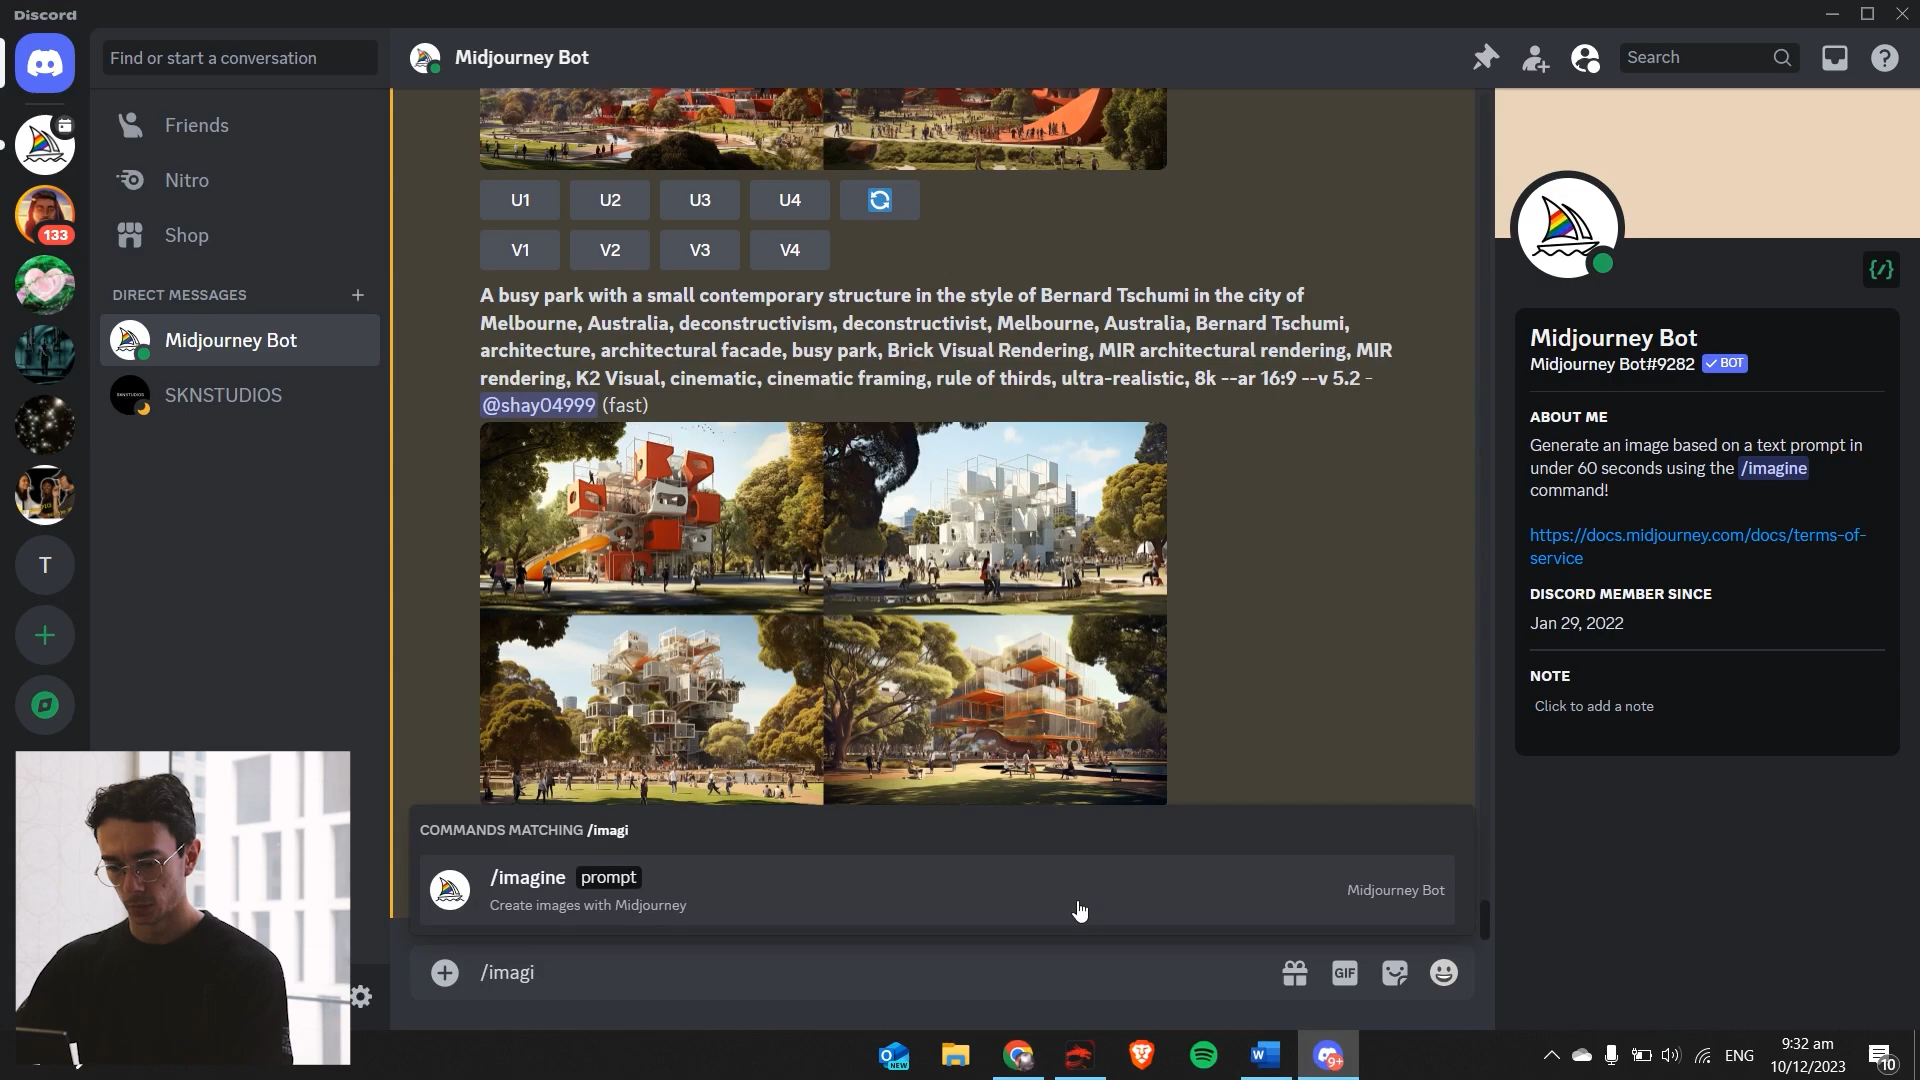 Discord
Find or start a conversation
Friends
Nitro
Shop
DIRECT MESSAGES
Midjourney Bot
SKNSTUDIOS
133
T
Midjourney Bot
Search
U1 U2 U3 U4
V1 V2 V3 V4
A busy park with a small contemporary structure in the style of Bernard Tschumi in the city of
Melbourne, Australia, deconstructivism, deconstructivist, Melbourne, Australia, Bernard Tschumi,
architecture, architectural facade, busy park, Brick Visual Rendering, MIR architectural rendering, MIR
rendering, K2 Visual, cinematic, cinematic framing, rule of thirds, ultra-realistic, 8k --ar 16:9 --v 5.2 -
@shay04999 (fast)
COMMANDS MATCHING /imagi
/imagine prompt
Create images with Midjourney
Midjourney Bot
/imagi
GIF
Midjourney Bot
Midjourney Bot#9282 BOT
ABOUT ME
Generate an image based on a text prompt in
under 60 seconds using the /imagine
command!
https://docs.midjourney.com/docs/terms-of-
service
DISCORD MEMBER SINCE
Jan 29, 2022
NOTE
Click to add a note
NEW
W
9+
ENG
9:32 am
10/12/2023
10